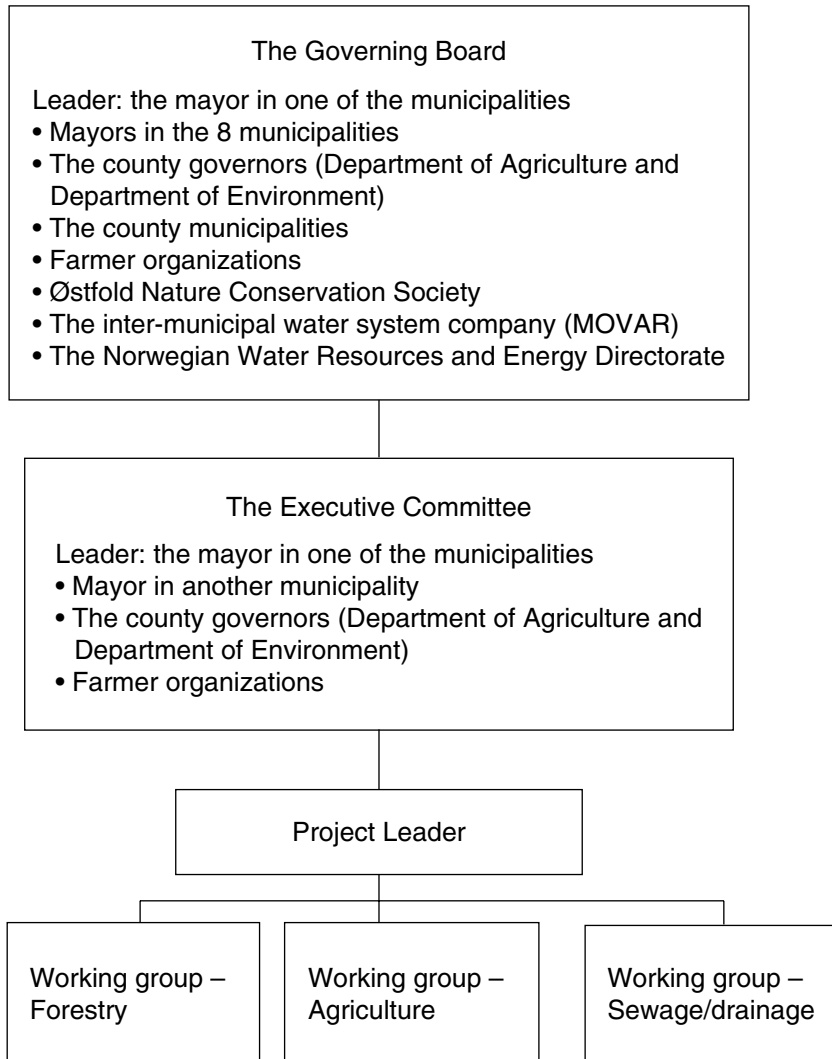 The Governing Board
Leader: the mayor in one of the municipalities
• Mayors in the 8 municipalities
• The county governors (Department of Agriculture and
Department of Environment)
• The county municipalities
• Farmer organizations
• Østfold Nature Conservation Society
• The inter-municipal water system company (MOVAR)
• The Norwegian Water Resources and Energy Directorate
The Executive Committee
Leader: the mayor in one of the municipalities
• Mayor in another municipality
• The county governors (Department of Agriculture and
Department of Environment)
• Farmer organizations
Project Leader
Working group –
Forestry
Working group –
Agriculture
Working group –
Sewage/drainage